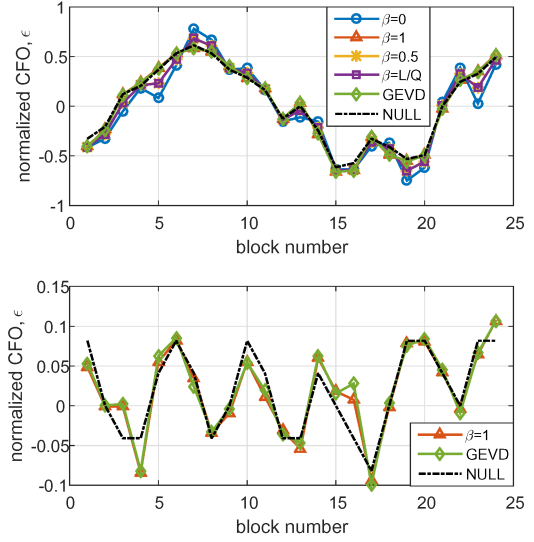 1
0.5
0
-0.5
-1
normalized CFO, ϵ
β=0
β=1
β=0.5
β=L/Q
GEVD
NULL
0 5 10 15 20 25
block number
0.15
0.1
0.05
0
-0.05
-0.1
normalized CFO, ϵ
β=1
GEVD
NULL
0 5 10 15 20 25
block number